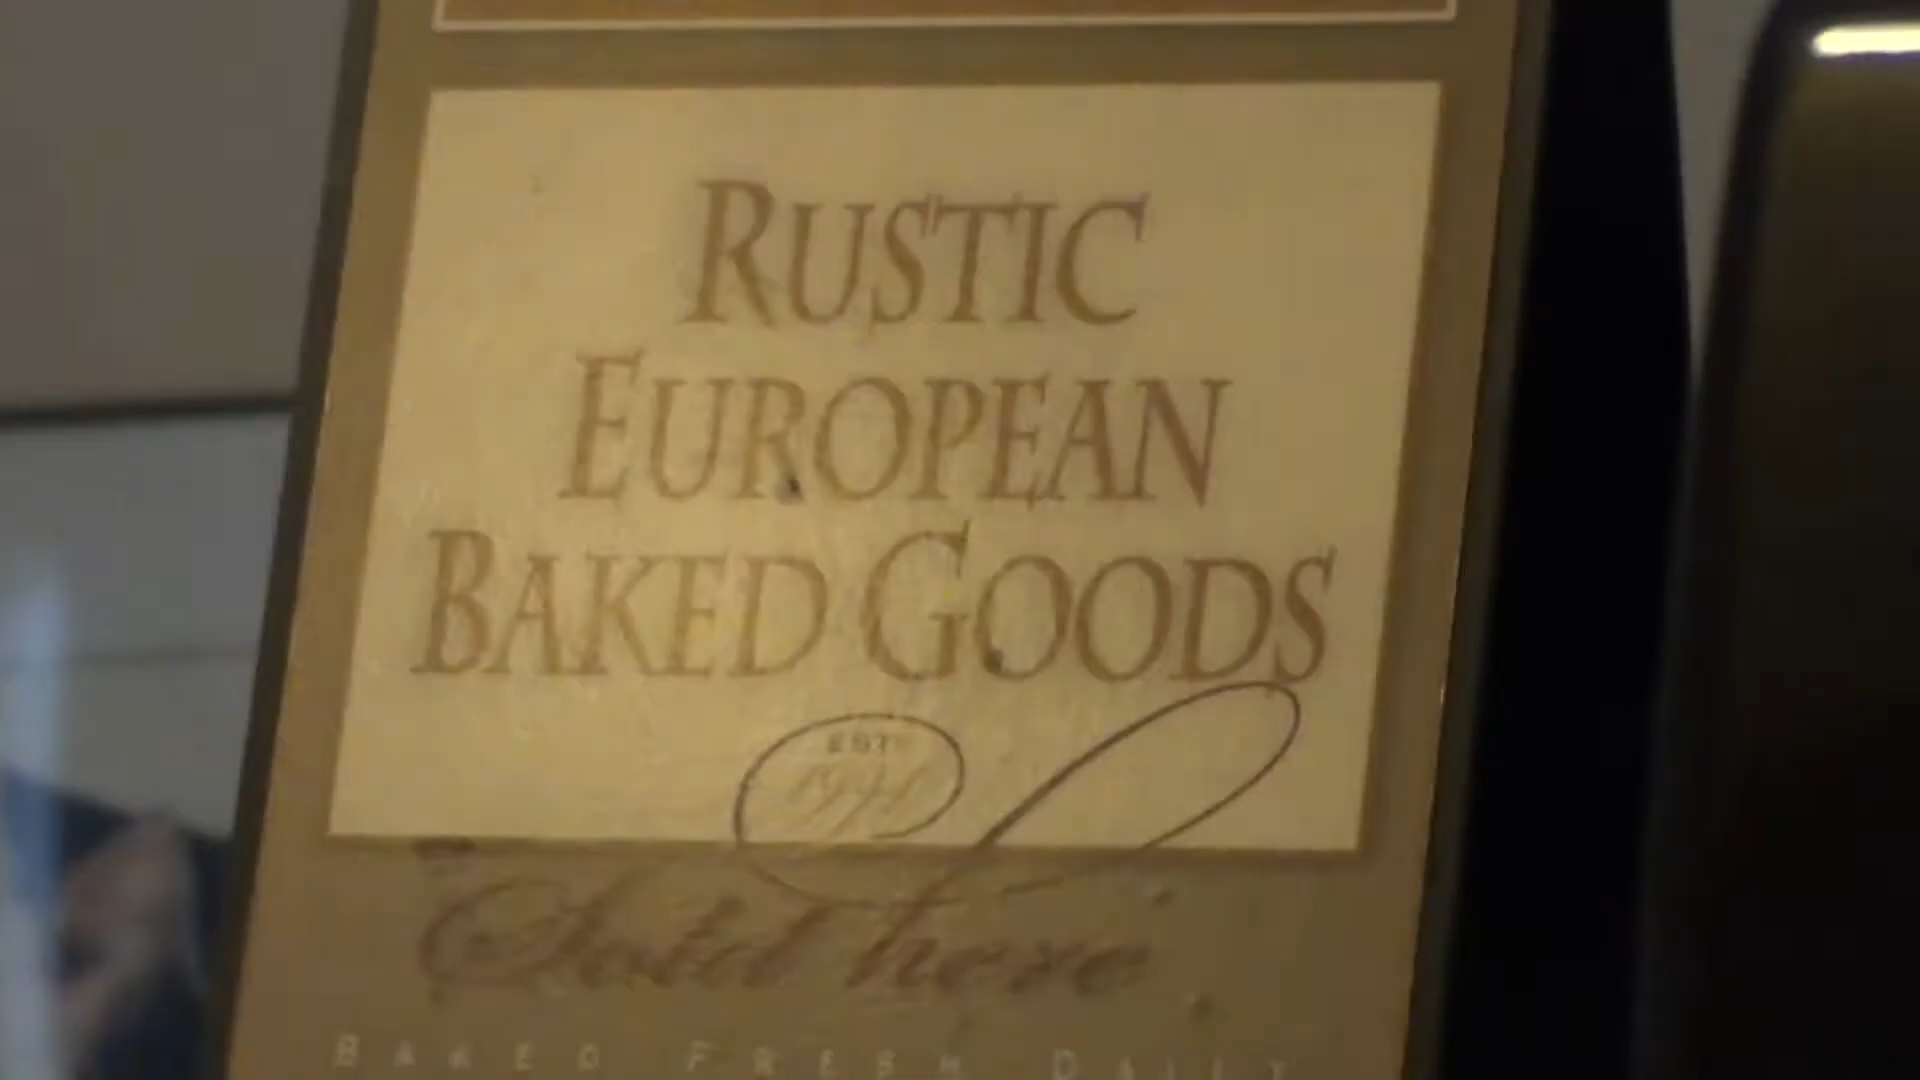 RUSTIC
EUROPEAN
BAKED GOODS
EST
Sold here
BAKED FRESH DAILY